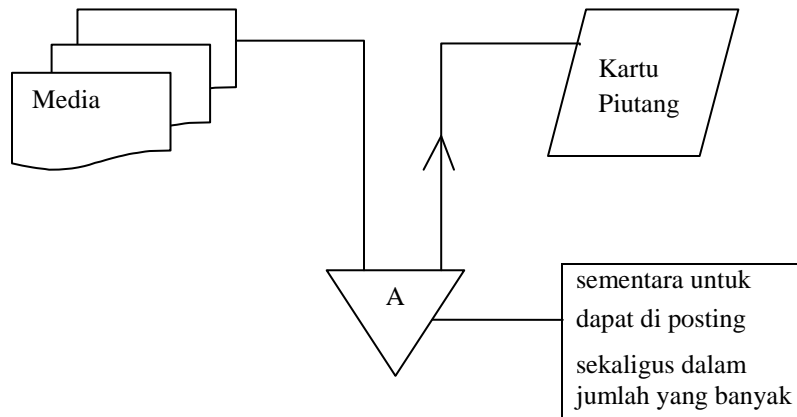 Media
Kartu
Piutang
A
sementara untuk
dapat di posting
sekaligus dalam
jumlah yang banyak